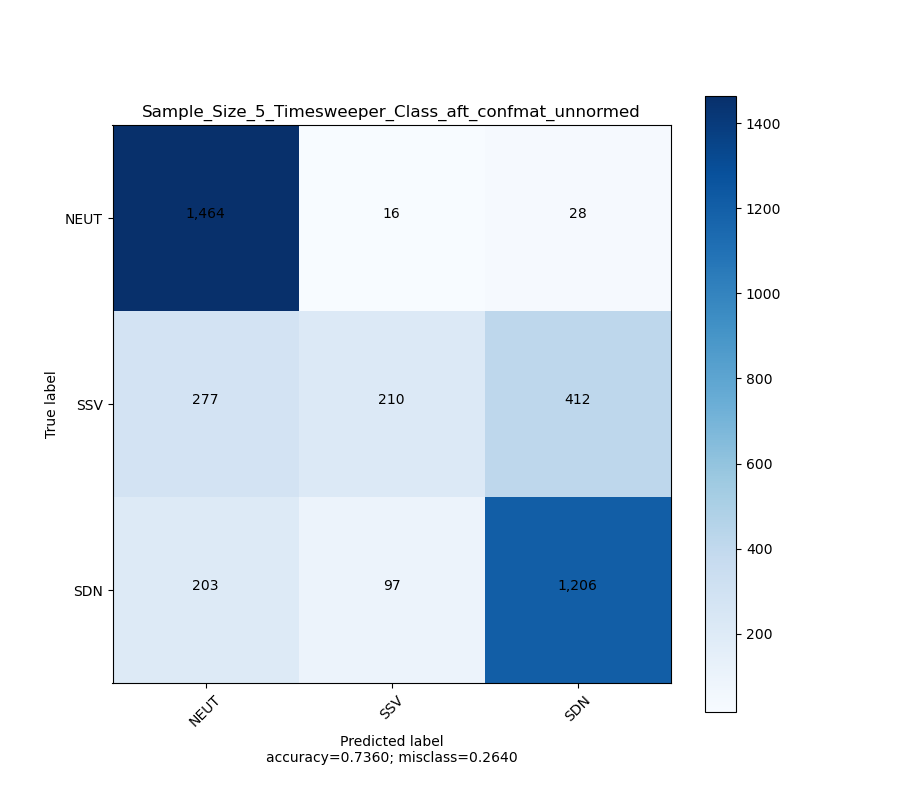 Sample_Size_5_Timesweeper_Class_aft_confmat_unnormed
True label
NEUT
1,464
16
28
SSV
277
210
412
SDN
203
97
1,206
NEUT
SSV
SDN
Predicted label
accuracy=0.7360; misclass=0.2640
1400
1200
1000
800
600
400
200